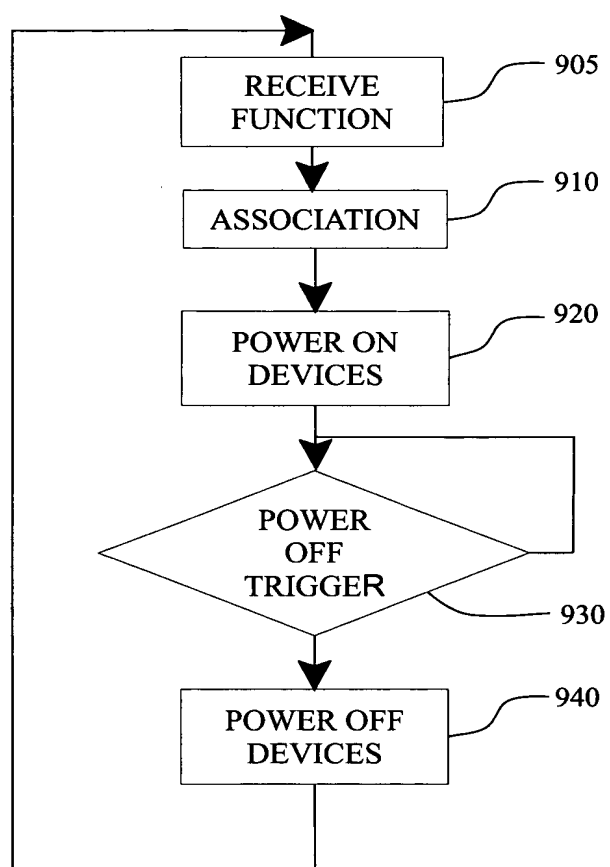 905
RECEIVE
FUNCTION
910
ASSOCIATION
920
POWER ON
DEVICES
POWER
OFF
TRIGGER
930
940
POWER OFF
DEVICES